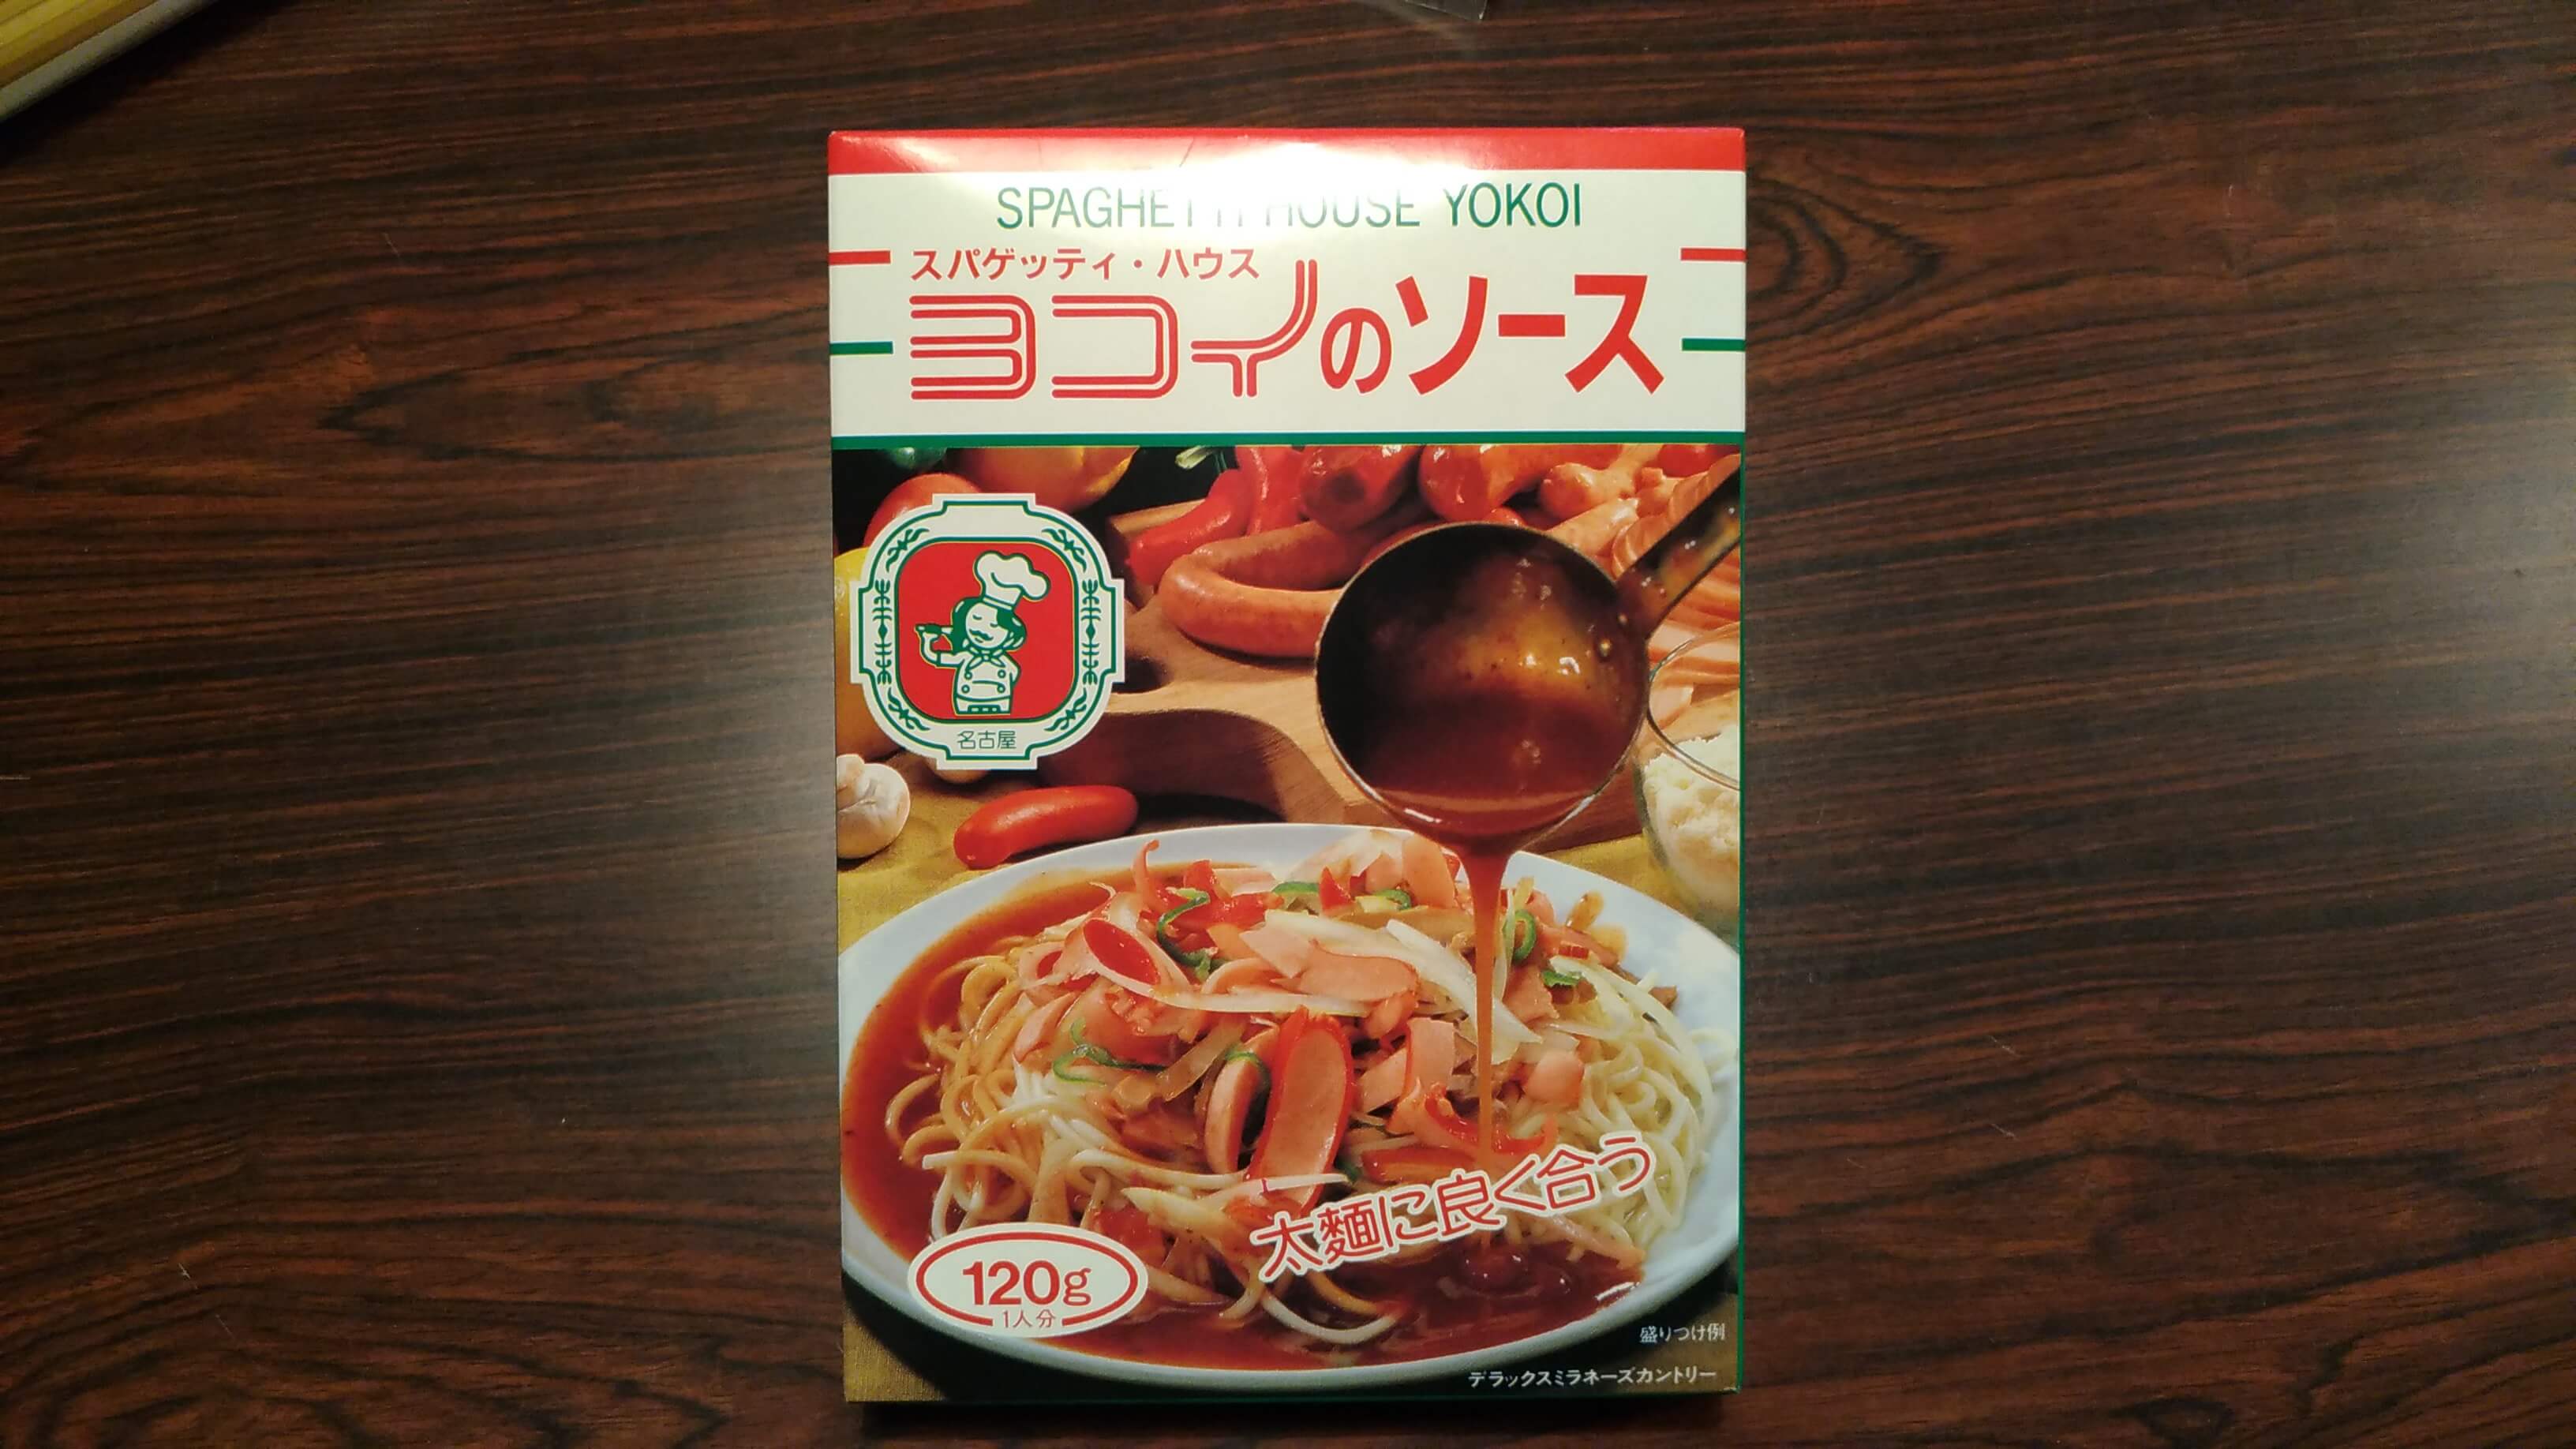 SPAGHETTI HOUSE YOKOI
スパゲッティ・ハウス
ヨコイのソース
名古屋
太麺に良く合う
120g
1人分
盛りつけ例
デラックスミラネーズカントリー